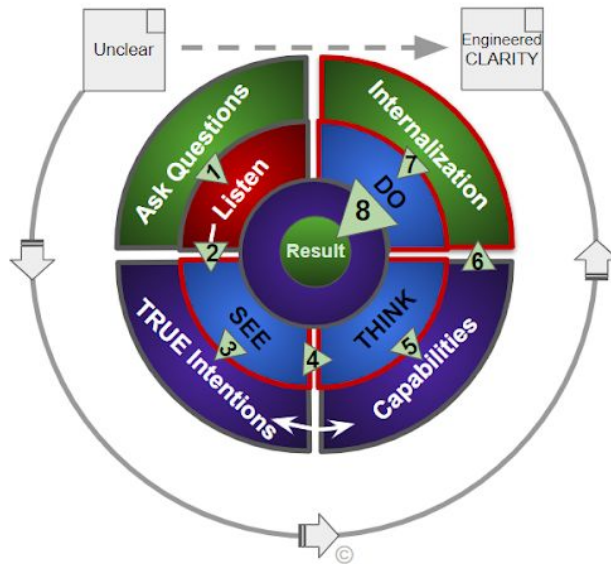 Unclear
Engineered
CLARITY
Ask Questions
Internalization
1
7
Listen
DO
8
2
Result
6
SEE
THINK
3
4
5
TRUE Intentions
Capabilities
©